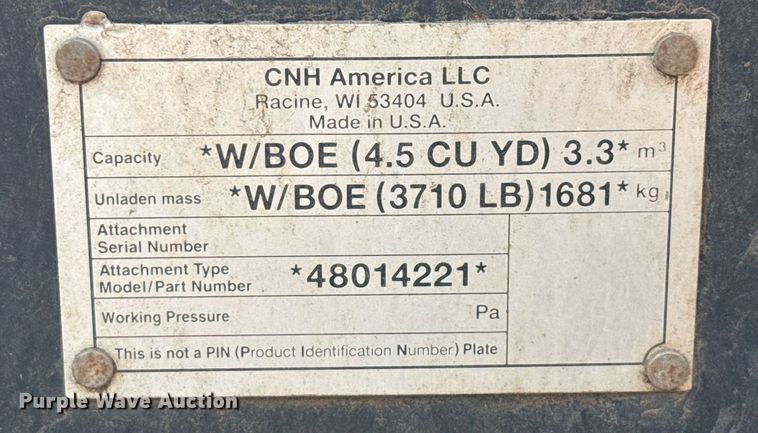 CNH America LLC
Racine, WI 53404 U.S.A.
Made in U.S.A.
Capacity *W/BOE (4.5 CU YD) 3.3* m³
Unladen mass *W/BOE (3710 LB) 1681* kg
Attachment
Serial Number
Attachment Type
Model/Part Number *48014221*
Working Pressure Pa
This is not a PIN (Product Identification Number) Plate
Purple Wave Auction